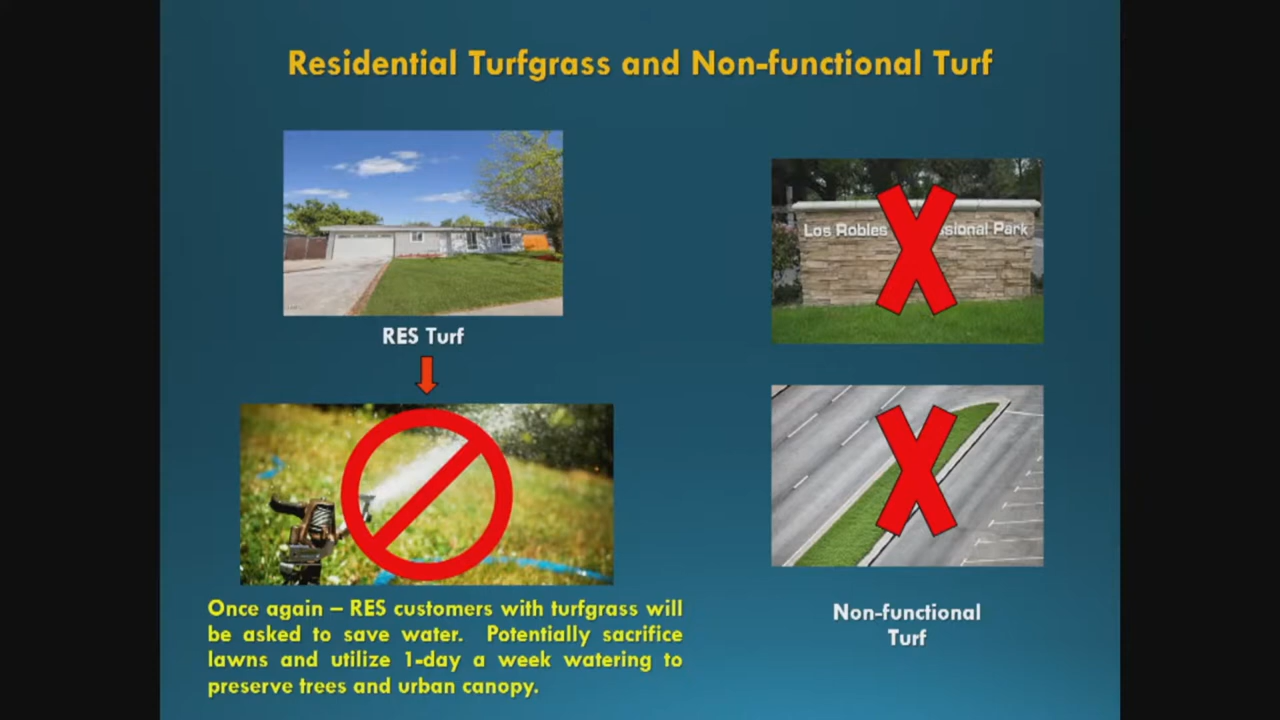 Residential Turfgrass and Non-functional Turf
Los Robles ssional Park
RES Turf
Once again – RES customers with turfgrass will
be asked to save water. Potentially sacrifice
lawns and utilize 1-day a week watering to
preserve trees and urban canopy.
Non-functional
Turf